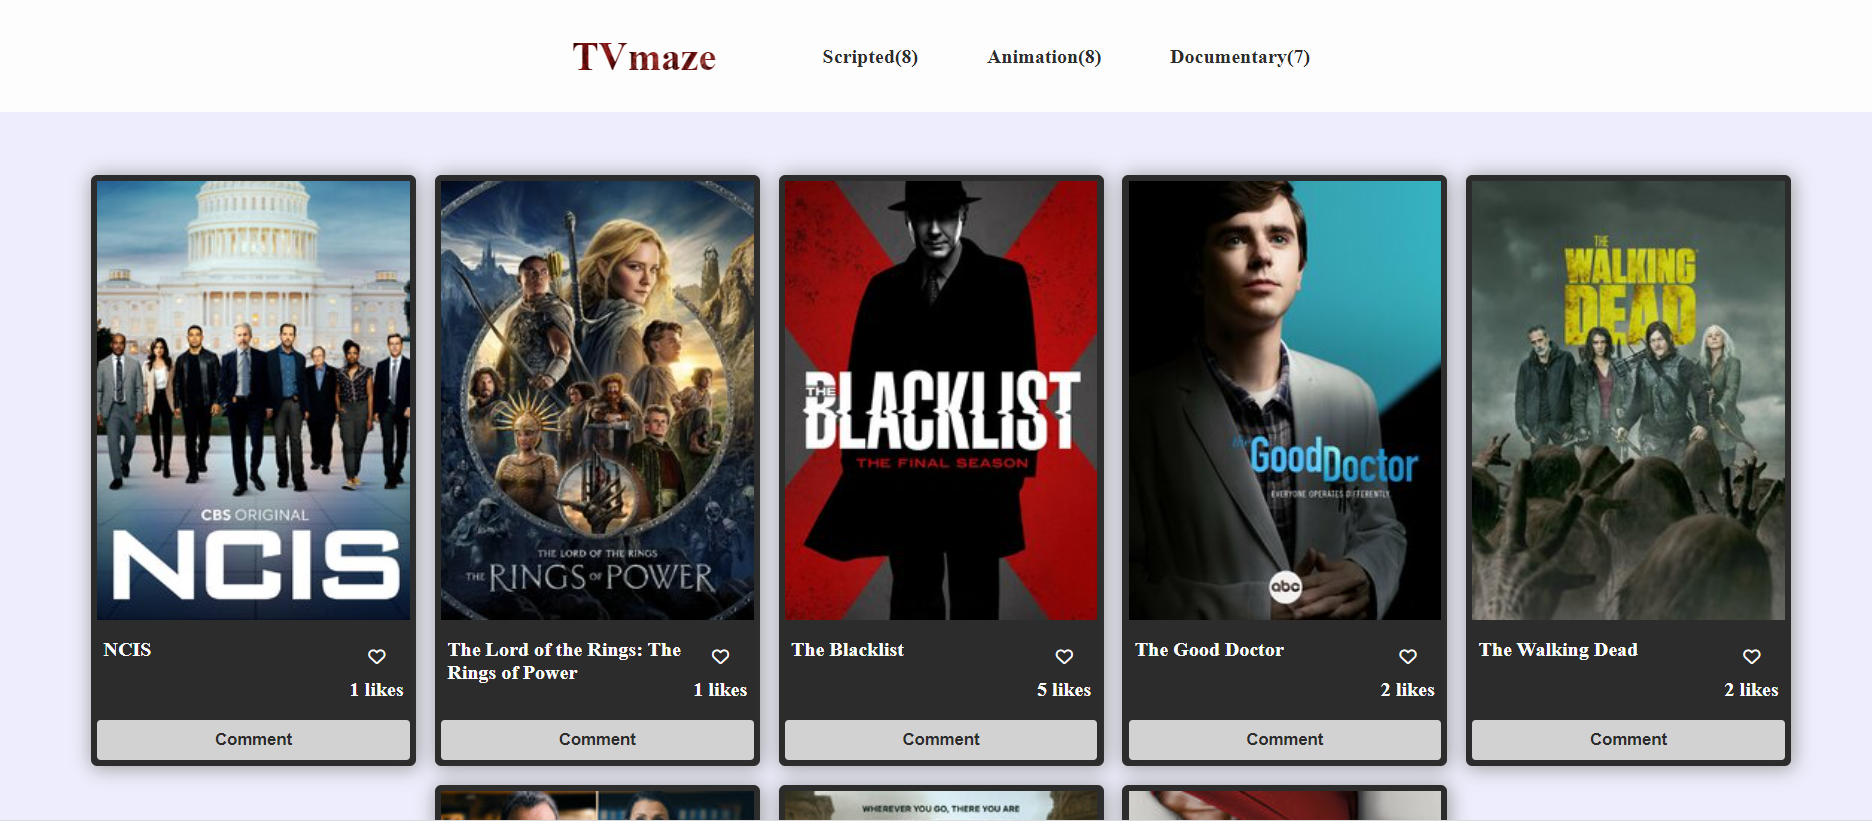 TVmaze
Scripted(8)
Animation(8)
Documentary(7)
CBS ORIGINAL
NCIS
THE LORD OF THE RINGS
THE RINGS OF POWER
THE
BLACKLIST
THE FINAL SEASON
the
GoodDoctor
EVERYONE OPERATES DIFFERENTLY.
abc
THE
WALKING
DEAD
NCIS
1 likes
Comment
The Lord of the Rings: The
Rings of Power
1 likes
Comment
The Blacklist
5 likes
Comment
The Good Doctor
2 likes
Comment
The Walking Dead
2 likes
Comment
WHEREVER YOU GO, THERE YOU ARE